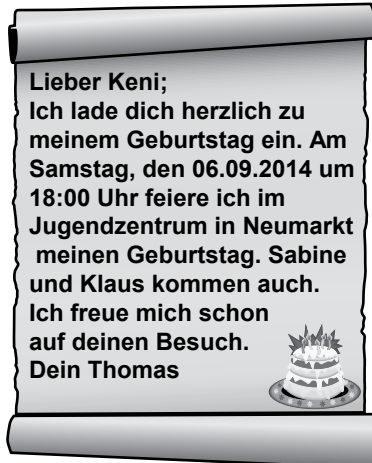 Lieber Keni;
Ich lade dich herzlich zu
meinem Geburtstag ein. Am
Samstag, den 06.09.2014 um
18:00 Uhr feiere ich im
Jugendzentrum in Neumarkt
meinen Geburtstag. Sabine
und Klaus kommen auch.
Ich freue mich schon
auf deinen Besuch.
Dein Thomas